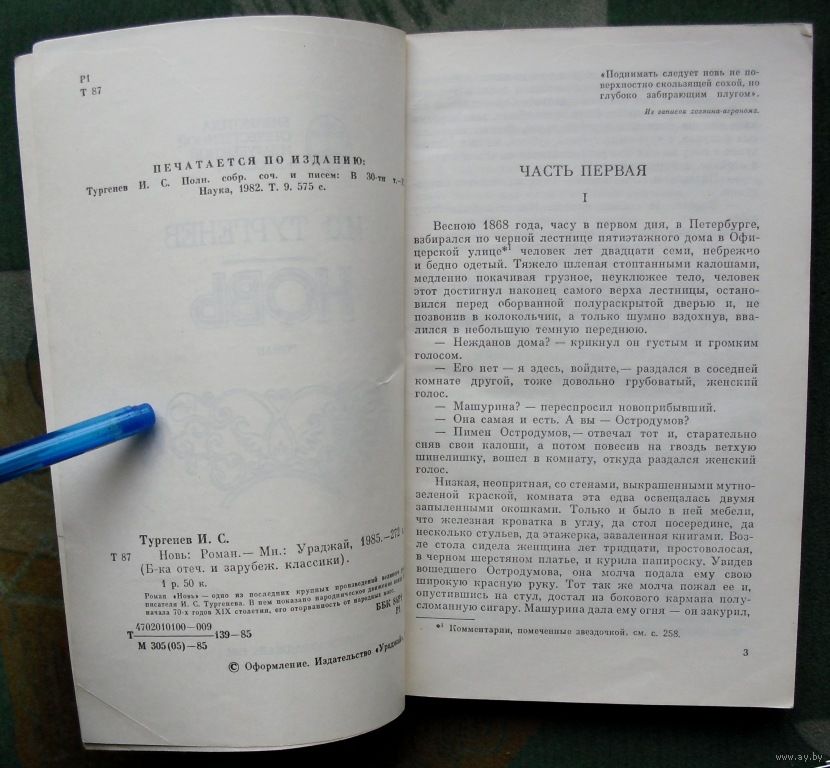 Р1
Т 87
ПЕЧАТАЕТСЯ ПО ИЗДАНИЮ:
Тургенев И. С. Полн. собр. соч. и писем: В 30-ти т.—
Наука, 1982. Т. 9. 575 с.
Тургенев И. С.
Т 87 Новь: Роман.— Мн.: Ураджай, 1985.—272 с.
(Б-ка отеч. и зарубеж. классики).
1 р. 50 к.
Роман «Новь» — одно из последних крупных произведений великого
писателя И. С. Тургенева. В нем показано народническое движение
начала 70-х годов XIX столетия, его оторванность от народных масс.
ББК
Р1
Т 4702010100—009 139—85
М 305(05)—85
© Оформление. Издательство «Ураджай»,
«Поднимать следует новь не по-
верхностно скользящей сохой, но
глубоко забирающим плугом».
Из записок хозяина-агронома.
ЧАСТЬ ПЕРВАЯ
I
Весною 1868 года, часу в первом дня, в Петербурге,
взбирался по черной лестнице пятиэтажного дома в Офи-
церской улице*¹ человек лет двадцати семи, небрежно
и бедно одетый. Тяжело шлепая стоптанными калошами,
медленно покачивая грузное, неуклюжее тело, человек
этот достигнул наконец самого верха лестницы, остано-
вился перед оборванной полураскрытой дверью и, не
позвонив в колокольчик, а только шумно вздохнув, ввa-
лился в небольшую темную переднюю.
— Нежданов дома? — крикнул он густым и громким
голосом.
— Его нет — я здесь, войдите,— раздался в соседней
комнате другой, тоже довольно грубоватый, женский
голос.
— Машурина? — переспросил новоприбывший.
— Она самая и есть. А вы — Остродумов?
— Пимен Остродумов,— отвечал тот и, старательно
сняв свои калоши, а потом повесив на гвоздь ветхую
шинелишку, вошел в комнату, откуда раздался женский
голос.
Низкая, неопрятная, со стенами, выкрашенными мутно-
зеленой краской, комната эта едва освещалась двумя
запыленными окошками. Только и было в ней мебели,
что железная кроватка в углу, да стол посередине, да
несколько стульев, да этажерка, заваленная книгами. Воз-
ле стола сидела женщина лет тридцати, простоволосая,
в черном шерстяном платье, и курила папироску. Увидев
вошедшего Остродумова, она молча подала ему свою
широкую красную руку. Тот так же молча пожал ее и,
опустившись на стул, достал из бокового кармана полу-
сломанную сигару. Машурина дала ему огня — он закурил,
*¹ Комментарии, помеченные звездочкой, см. с. 258.
3
www.ay.by